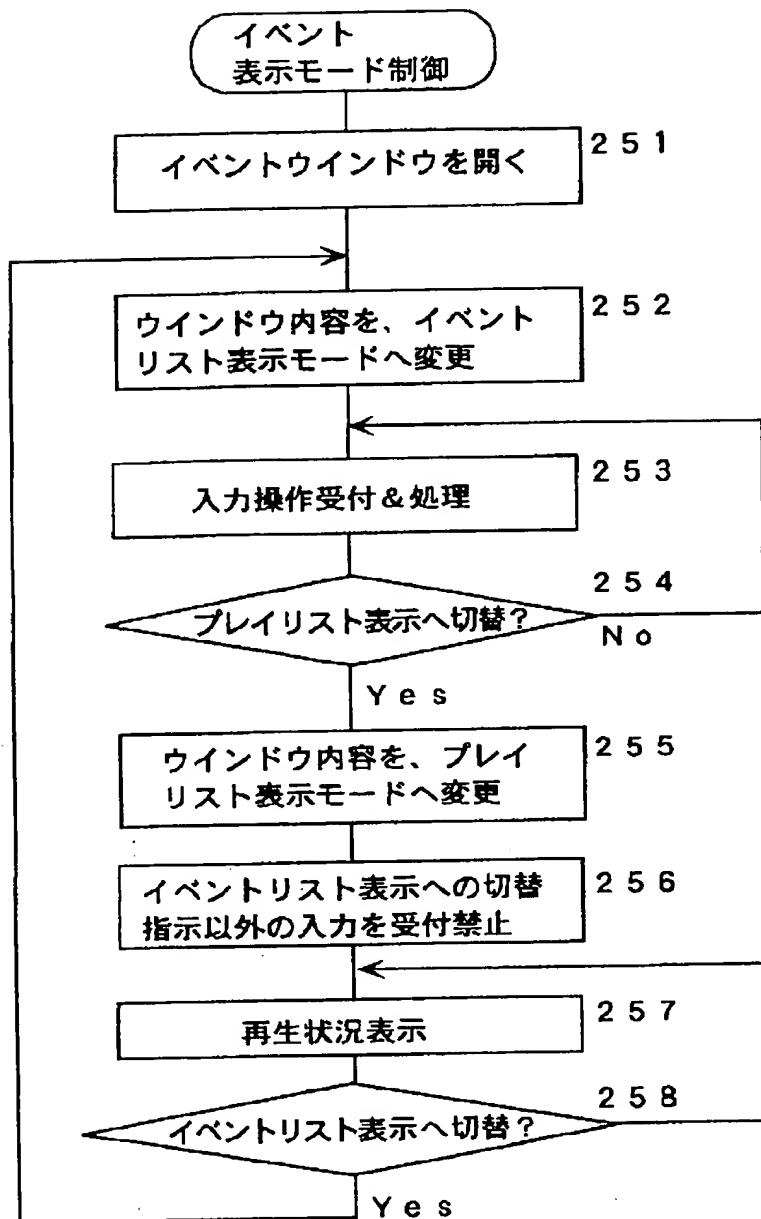 イベント
表示モード制御
251
イベントウインドウを開く
252
ウインドウ内容を、イベント
リスト表示モードへ変更
253
入力操作受付＆処理
254
プレイリスト表示へ切替？
No
Yes
255
ウインドウ内容を、プレイ
リスト表示モードへ変更
256
イベントリスト表示への切替
指示以外の入力を受付禁止
257
再生状況表示
258
イベントリスト表示へ切替？
Yes